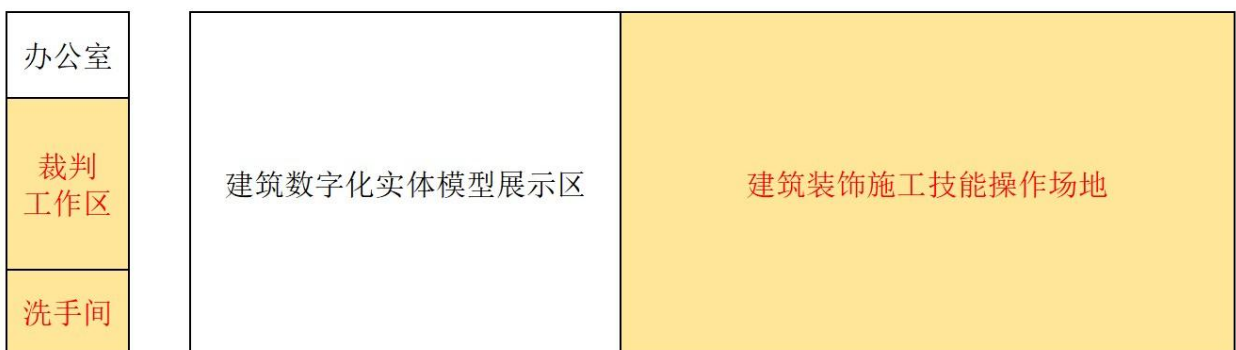 办公室
裁判
工作区
洗手间
建筑数字化实体模型展示区
建筑装饰施工技能操作场地